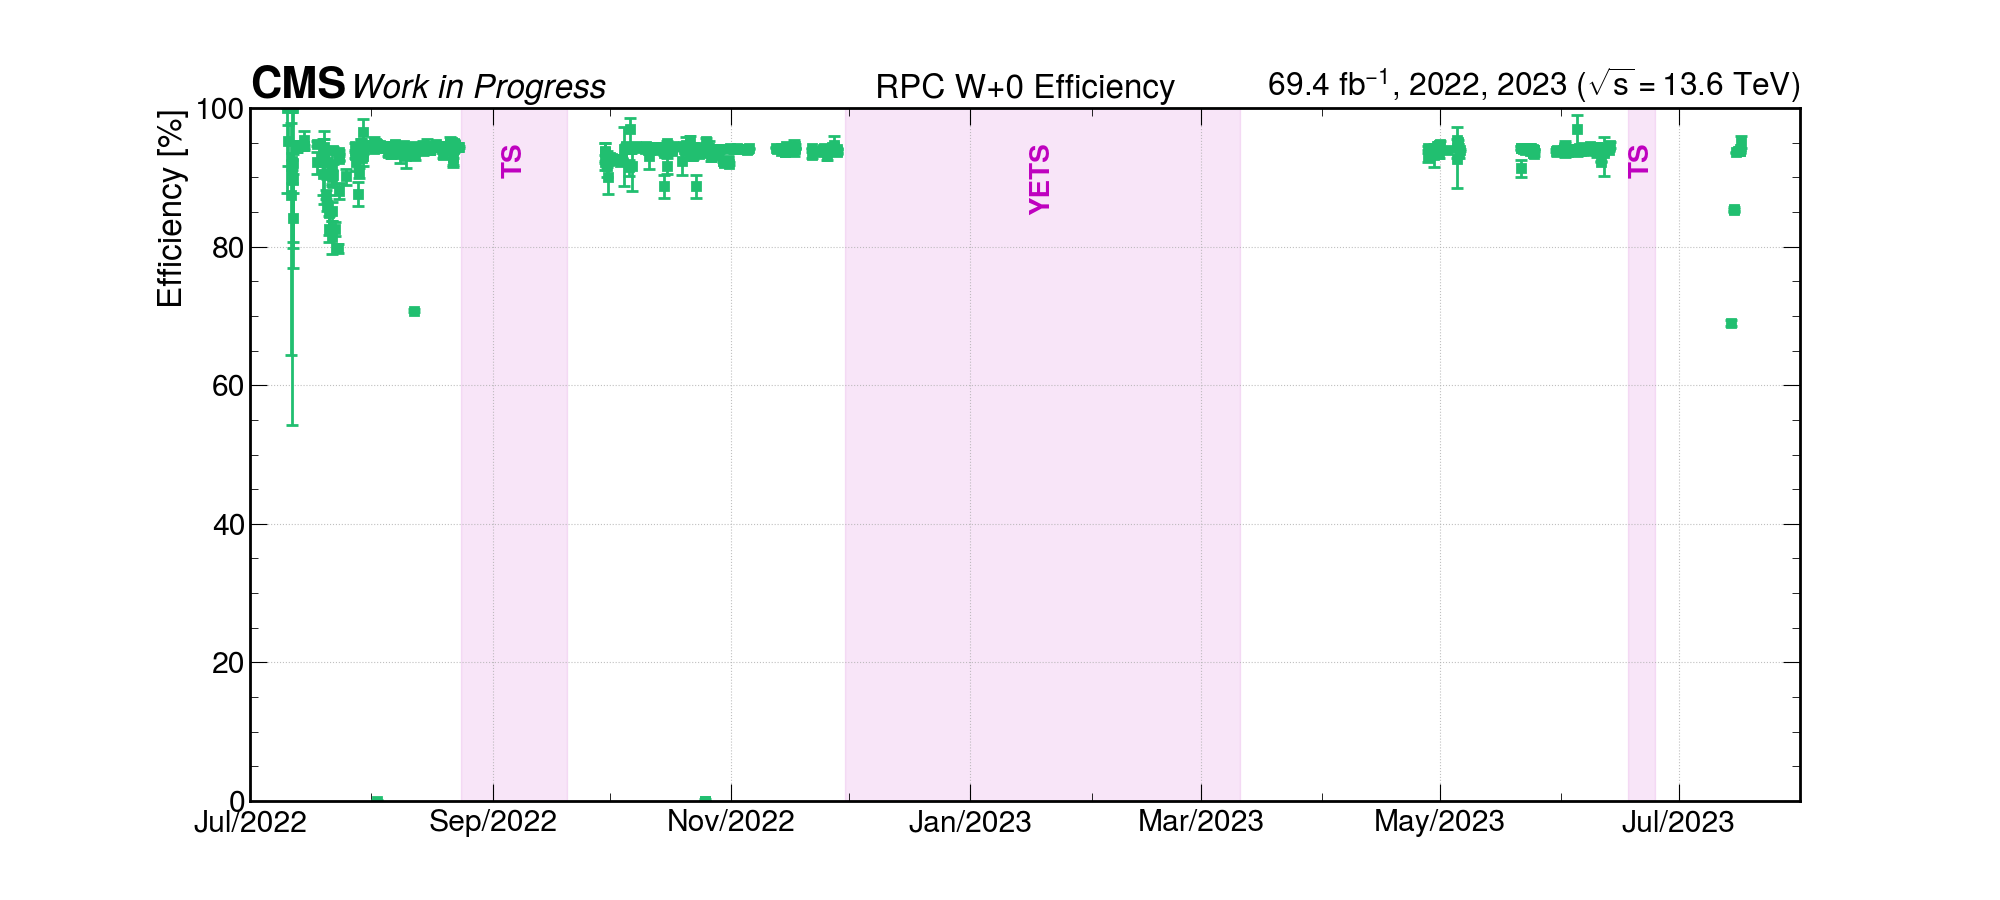 CMS Work in Progress RPC W+0 Efficiency 69.4 fb⁻¹, 2022, 2023 (√s = 13.6 TeV)
Efficiency [%]
100
80
60
40
20
0
TS
YETS
TS
Jul/2022 Sep/2022 Nov/2022 Jan/2023 Mar/2023 May/2023 Jul/2023